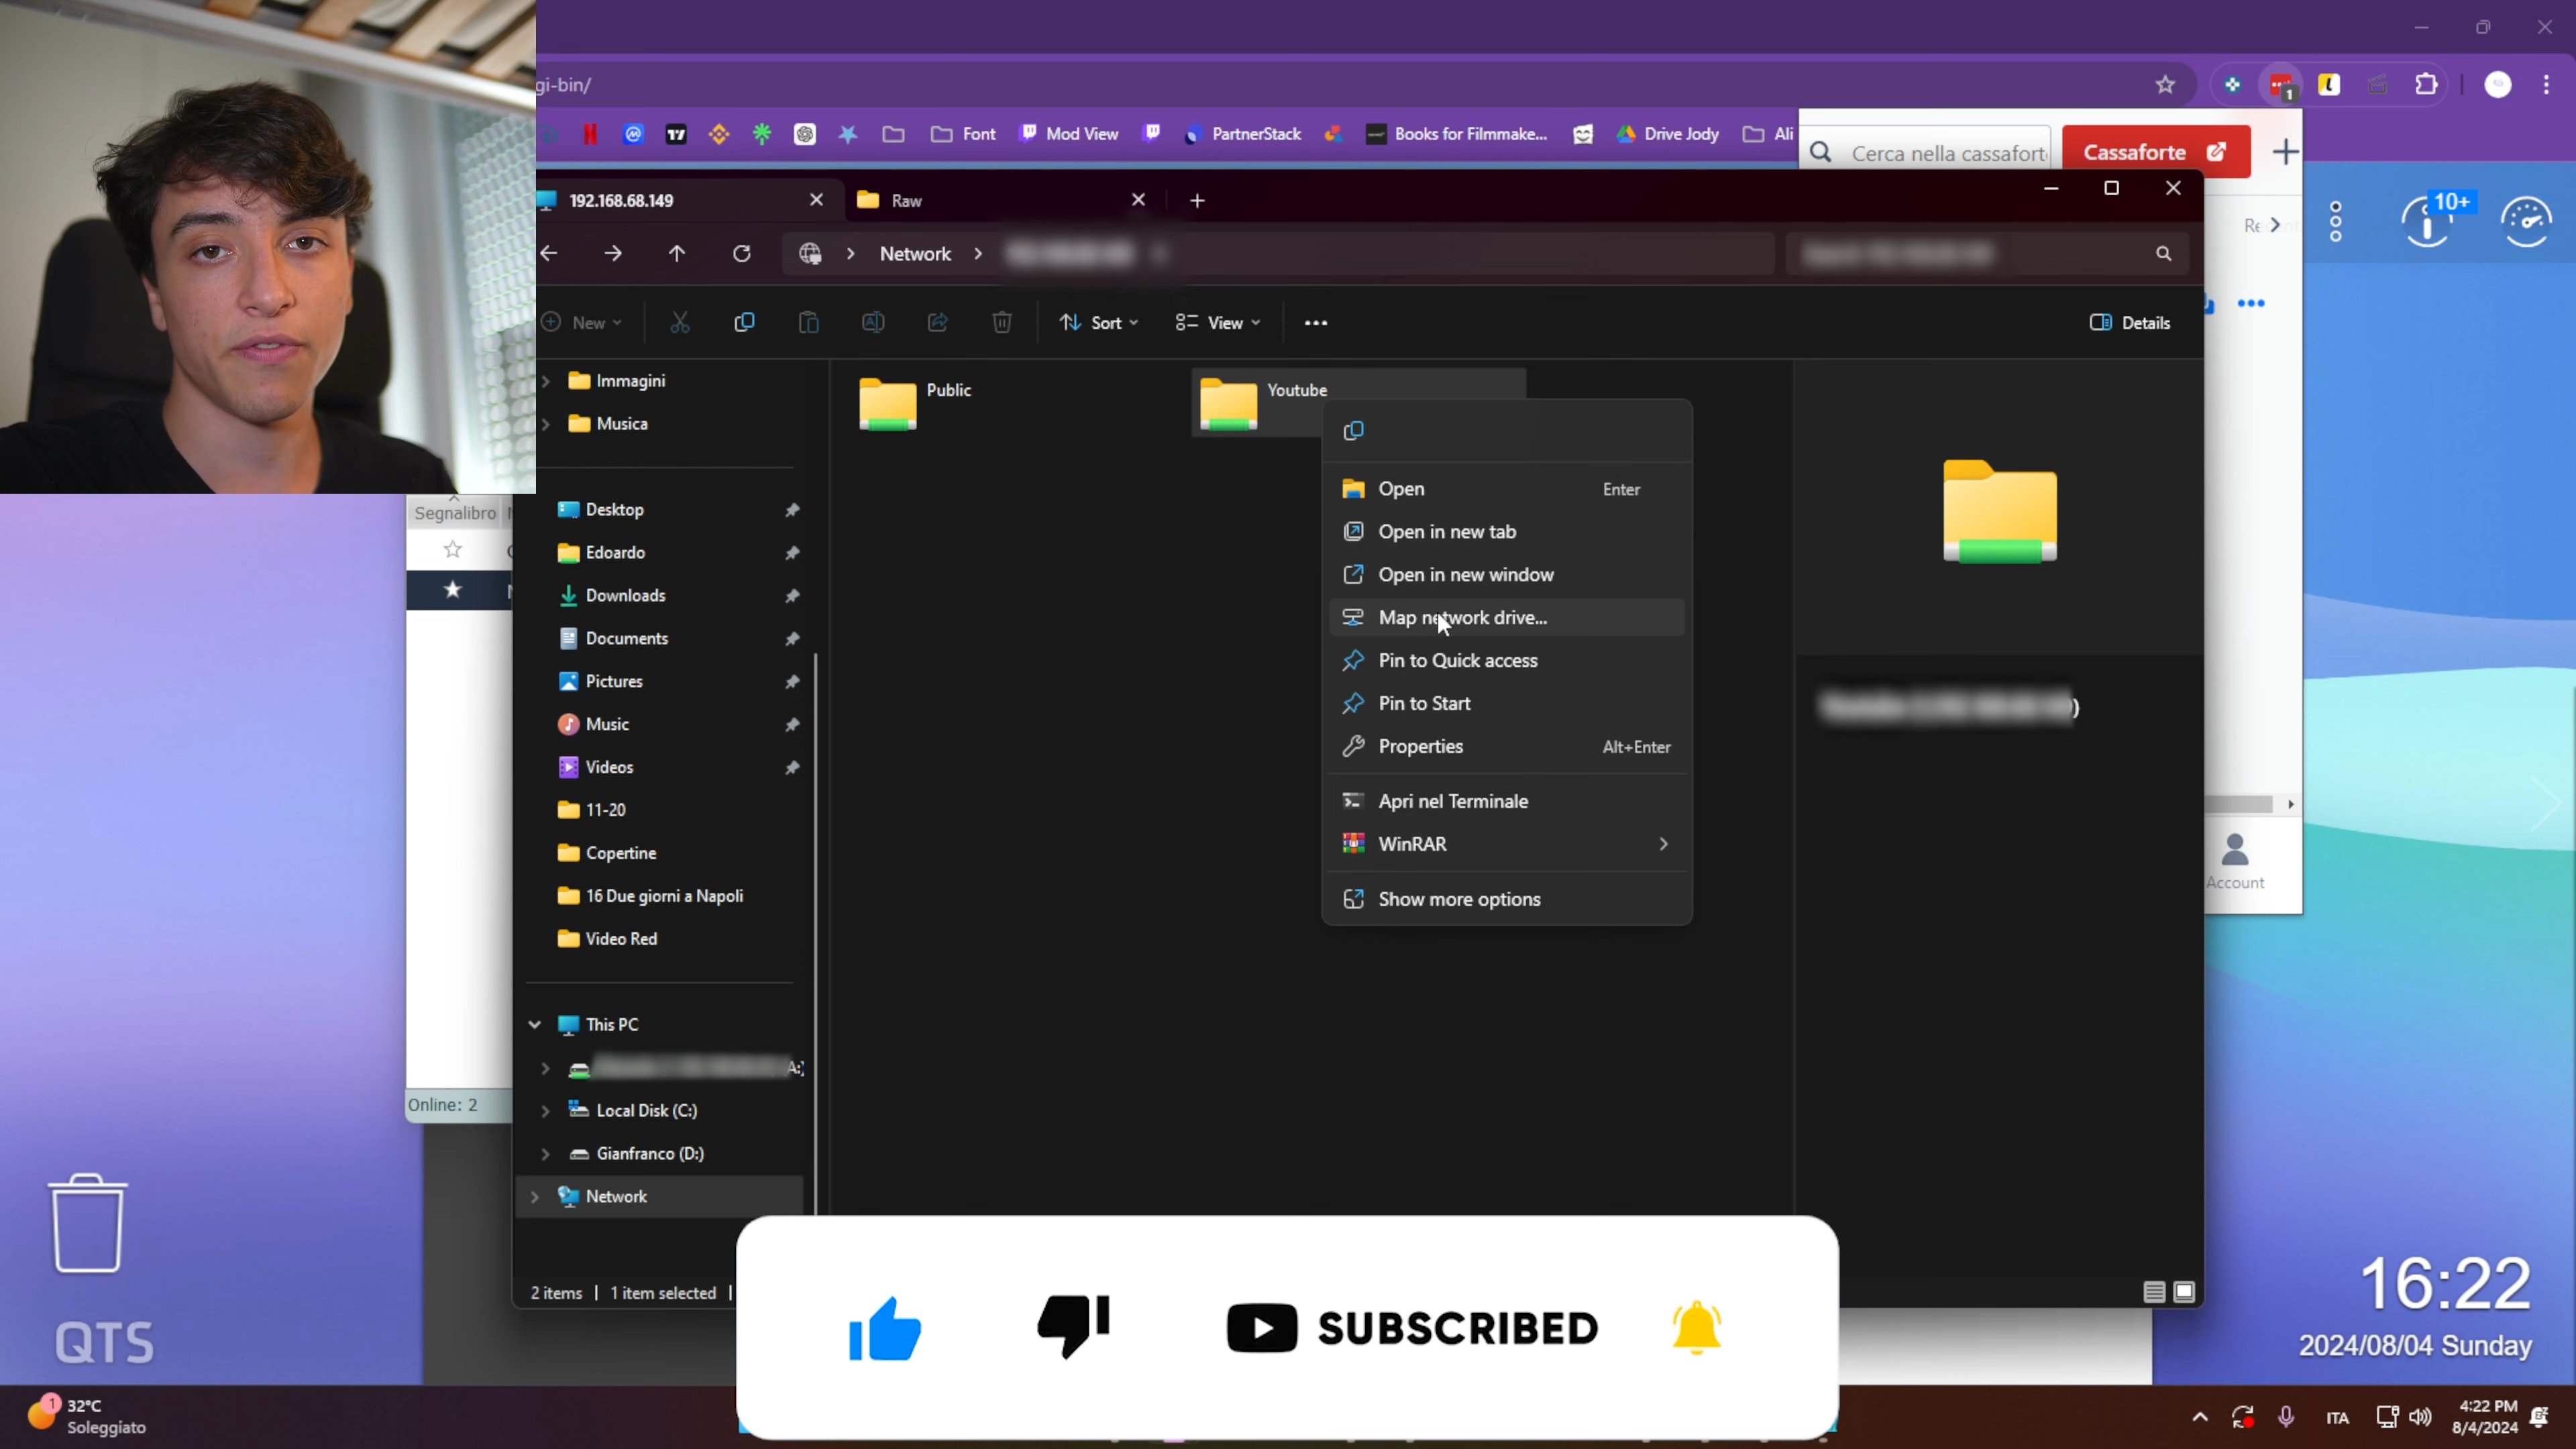 gi-bin/
1
Font
Mod View
PartnerStack
Books for Filmmake...
Drive Jody
Ali
Cerca nella cassafort
Cassaforte
192.168.68.149
Raw
10+
Network
New
Sort
View
Details
Immagini
Musica
Public
Youtube
Segnalibro
Desktop
Edoardo
Downloads
Documents
Pictures
Music
Videos
11-20
Copertine
16 Due giorni a Napoli
Video Red
This PC
A:)
Local Disk (C:)
Gianfranco (D:)
Network
Open Enter
Open in new tab
Open in new window
Map network drive...
Pin to Quick access
Pin to Start
Properties Alt+Enter
Apri nel Terminale
WinRAR
Show more options
)
Account
Online: 2
2 items
1 item selected
SUBSCRIBED
QTS
16:22
2024/08/04 Sunday
1
32°C
Soleggiato
ITA
4:22 PM
8/4/2024